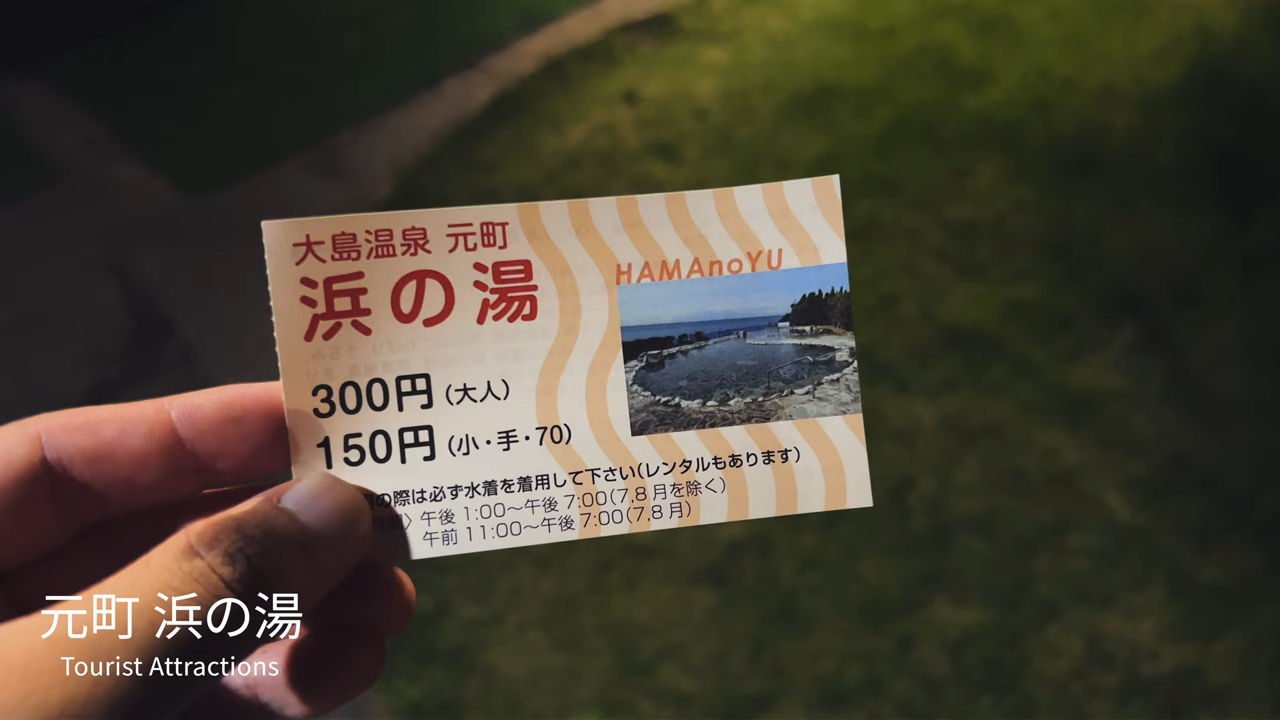 大島温泉 元町
浜の湯
HAMAnoYU
300円(大人)
150円(小・手・70)
の際は必ず水着を着用して下さい(レンタルもあります)
午後 1:00～午後 7:00(7,8 月を除く)
午前 11:00～午後 7:00(7,8 月)
元町 浜の湯
Tourist Attractions